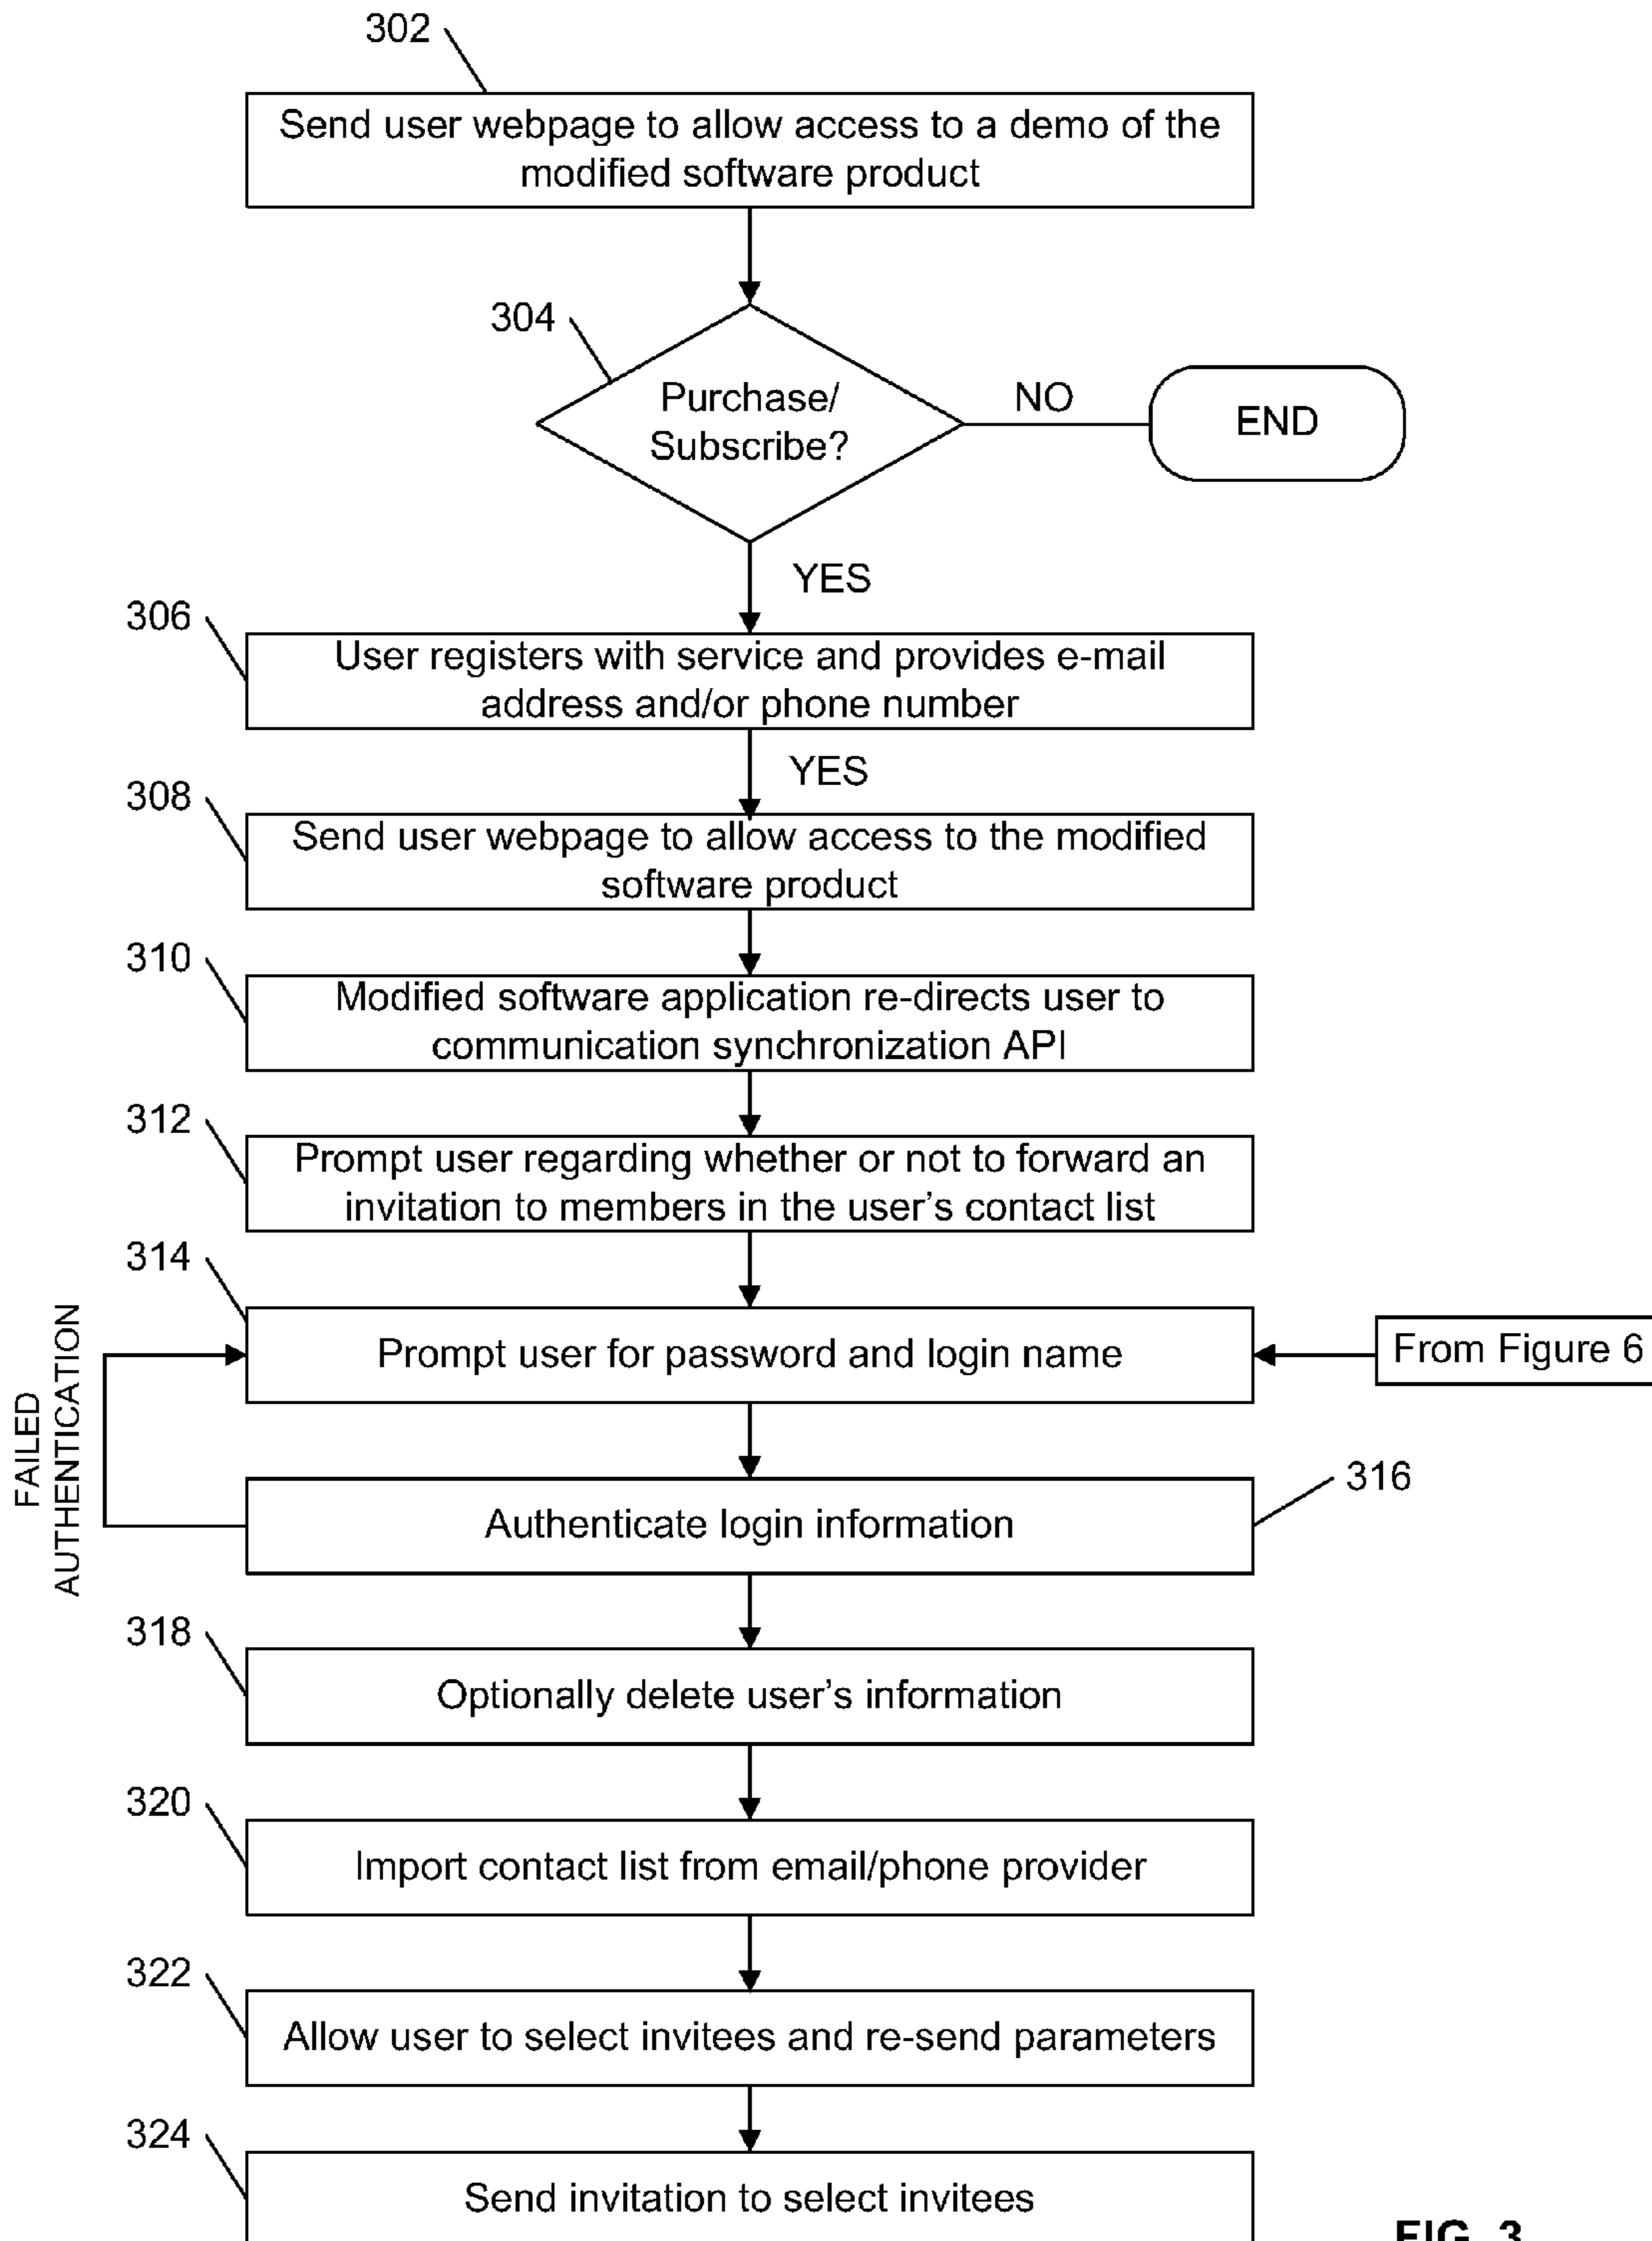 302
Send user webpage to allow access to a demo of the
modified software product
304
Purchase/
Subscribe?
NO
END
YES
306
User registers with service and provides e-mail
address and/or phone number
YES
308
Send user webpage to allow access to the modified
software product
310
Modified software application re-directs user to
communication synchronization API
312
Prompt user regarding whether or not to forward an
invitation to members in the user's contact list
314
Prompt user for password and login name
From Figure 6
FAILED
AUTHENTICATION
316
Authenticate login information
318
Optionally delete user's information
320
Import contact list from email/phone provider
322
Allow user to select invitees and re-send parameters
324
Send invitation to select invitees
FIG. 3